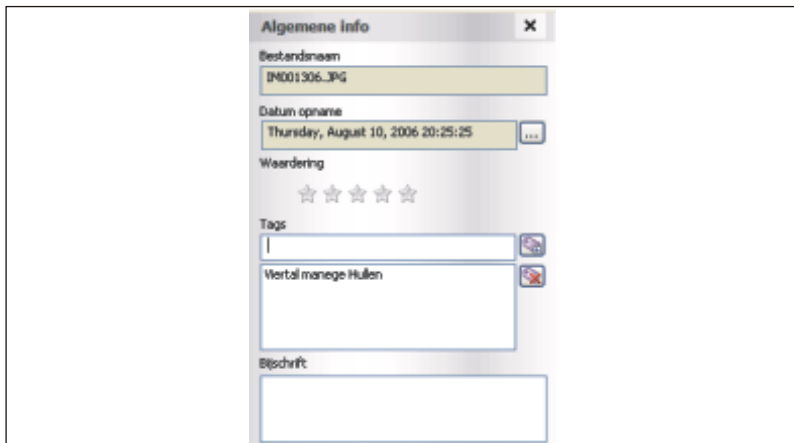 Algemene info
Bestandsnaam
IM001306.JPG
Datum opname
Thursday, August 10, 2006 20:25:25
...
Waardering
Tags
Viertal manege Hullen
Bijschrift